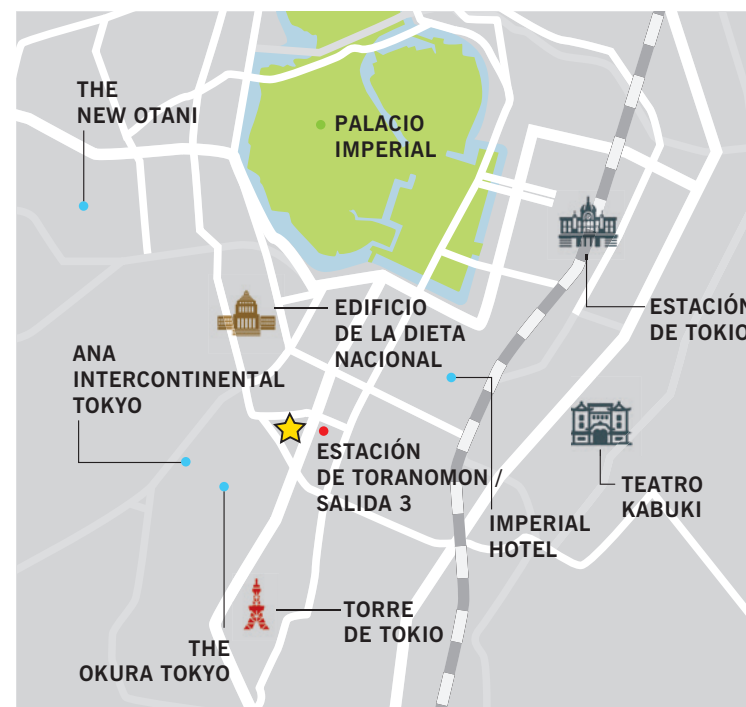 THE
NEW OTANI
PALACIO
IMPERIAL
EDIFICIO
DE LA DIETA
NACIONAL
ESTACIÓN
DE TOKIO
ANA
INTERCONTINENTAL
TOKYO
ESTACIÓN
DE TORANOMON /
SALIDA 3
TEATRO
KABUKI
IMPERIAL
HOTEL
TORRE
DE TOKIO
THE
OKURA TOKYO